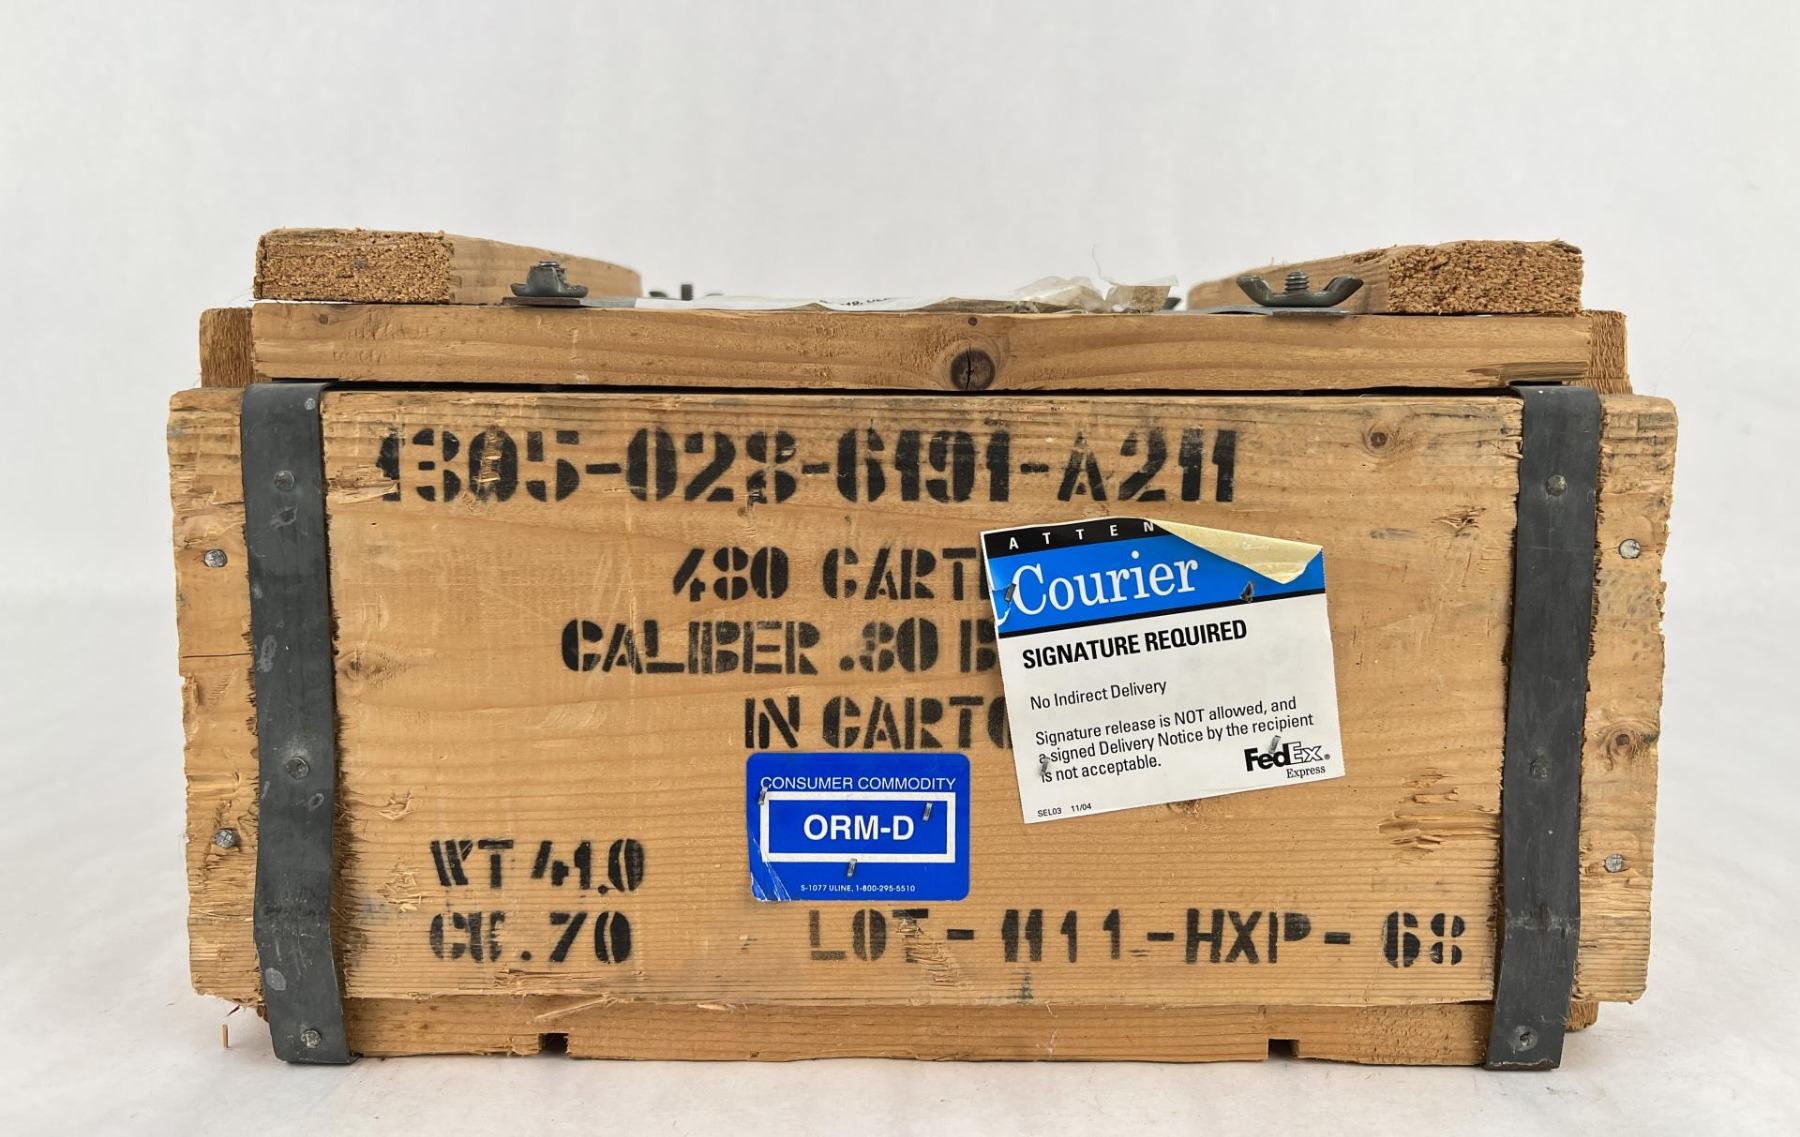 1305-028-6191-A211
480 CART
CALIBER .30 B
IN CARTO
WT 41.0
CU .70
LOT-1111-HXP-68
ATTEN
Courier
SIGNATURE REQUIRED
No Indirect Delivery
Signature release is NOT allowed, and
a signed Delivery Notice by the recipient
is not acceptable.
FedEx®
Express
SEL03 11/04
CONSUMER COMMODITY
ORM-D
S-1077 ULINE, 1-800-295-5510